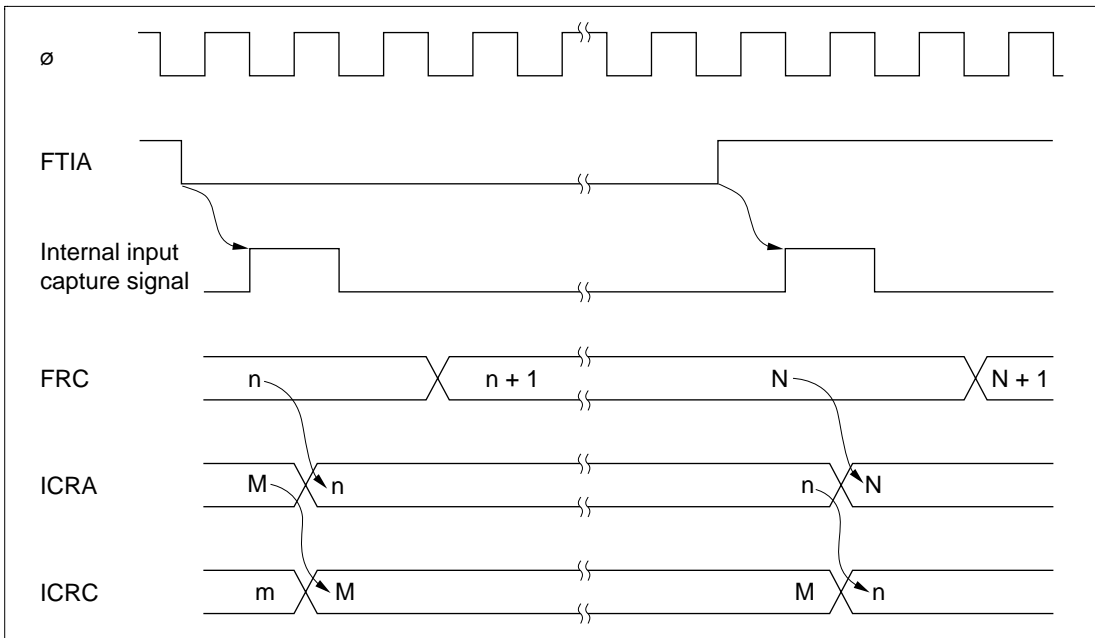 ø
FTIA
Internal input
capture signal
FRC n n + 1 N N + 1
ICRA M n n N
ICRC m M M n